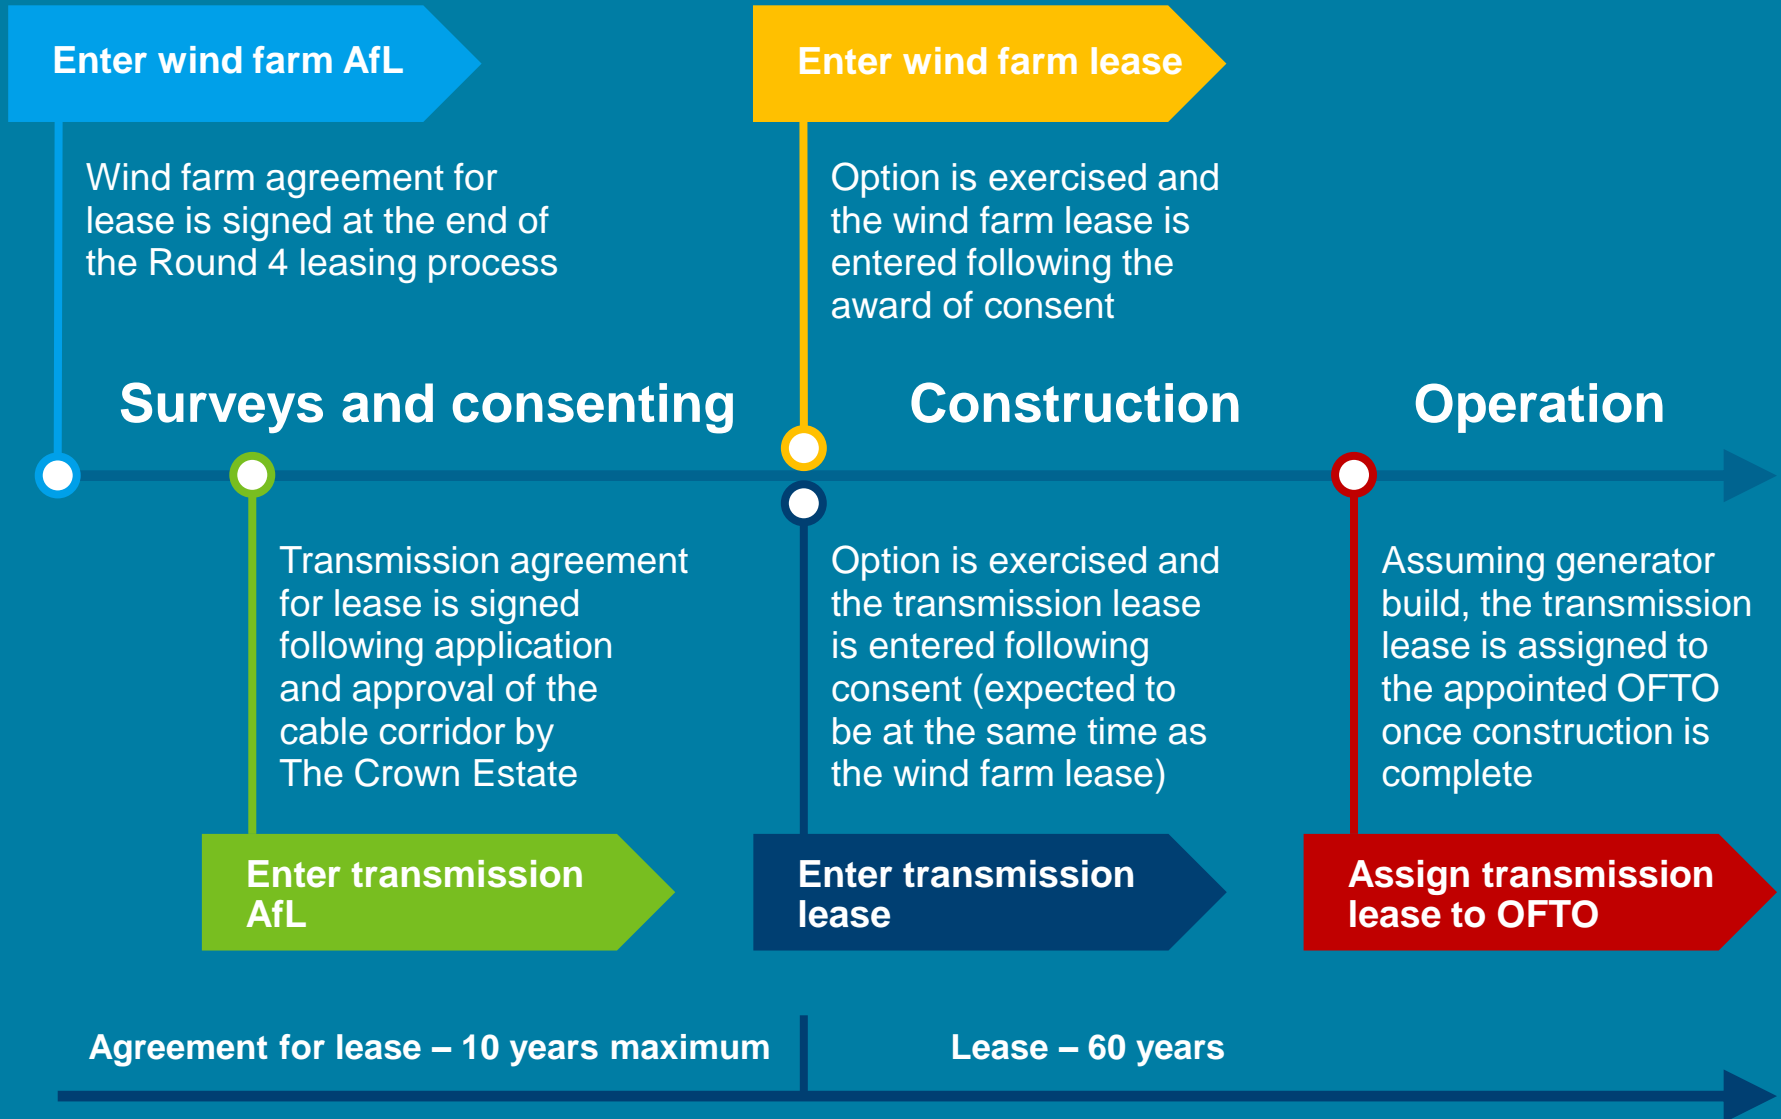 Enter wind farm AfL
Wind farm agreement for
lease is signed at the end of
the Round 4 leasing process
Enter wind farm lease
Option is exercised and
the wind farm lease is
entered following the
award of consent
Surveys and consenting
Construction
Operation
Transmission agreement
for lease is signed
following application
and approval of the
cable corridor by
The Crown Estate
Enter transmission
AfL
Option is exercised and
the transmission lease
is entered following
consent (expected to
be at the same time as
the wind farm lease)
Enter transmission
lease
Assuming generator
build, the transmission
lease is assigned to
the appointed OFTO
once construction is
complete
Assign transmission
lease to OFTO
Agreement for lease – 10 years maximum
Lease – 60 years